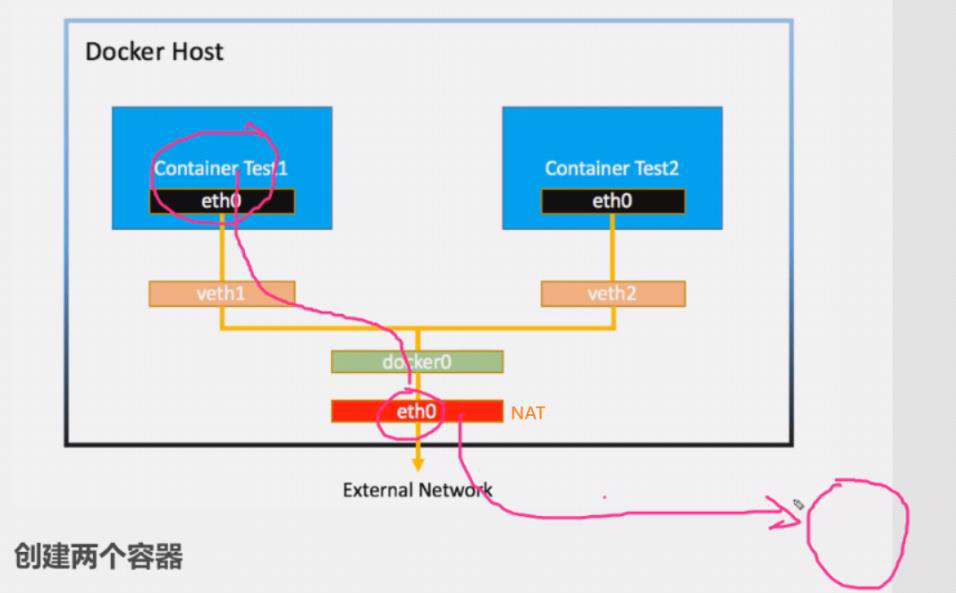 Docker Host
Container Test1
Container Test2
eth0
eth0
veth1
veth2
docker0
eth0
NAT
External Network
创建两个容器